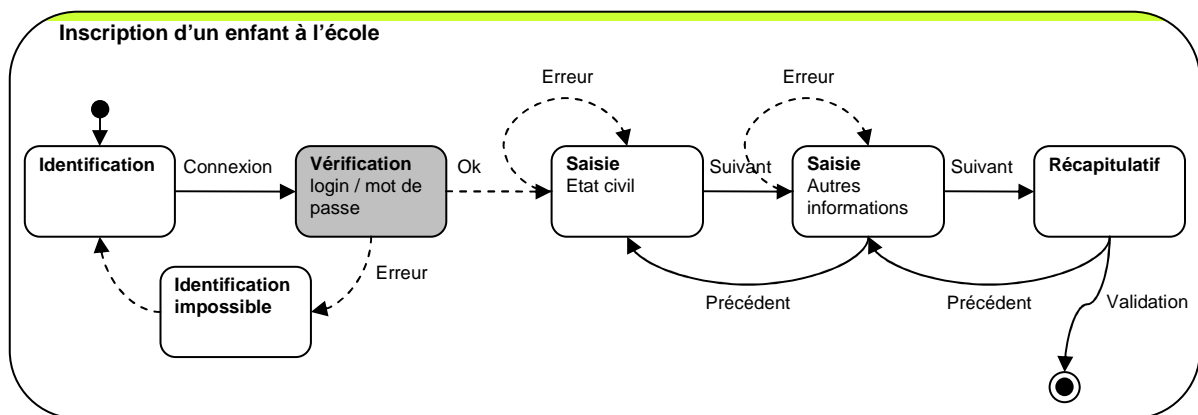 Inscription d'un enfant à l'école
Erreur
Erreur
Identification
Connexion
Vérification
login / mot de
passe
Ok
Saisie
Etat civil
Suivant
Saisie
Autres
informations
Suivant
Récapitulatif
Identification
impossible
Erreur
Précédent
Précédent
Validation